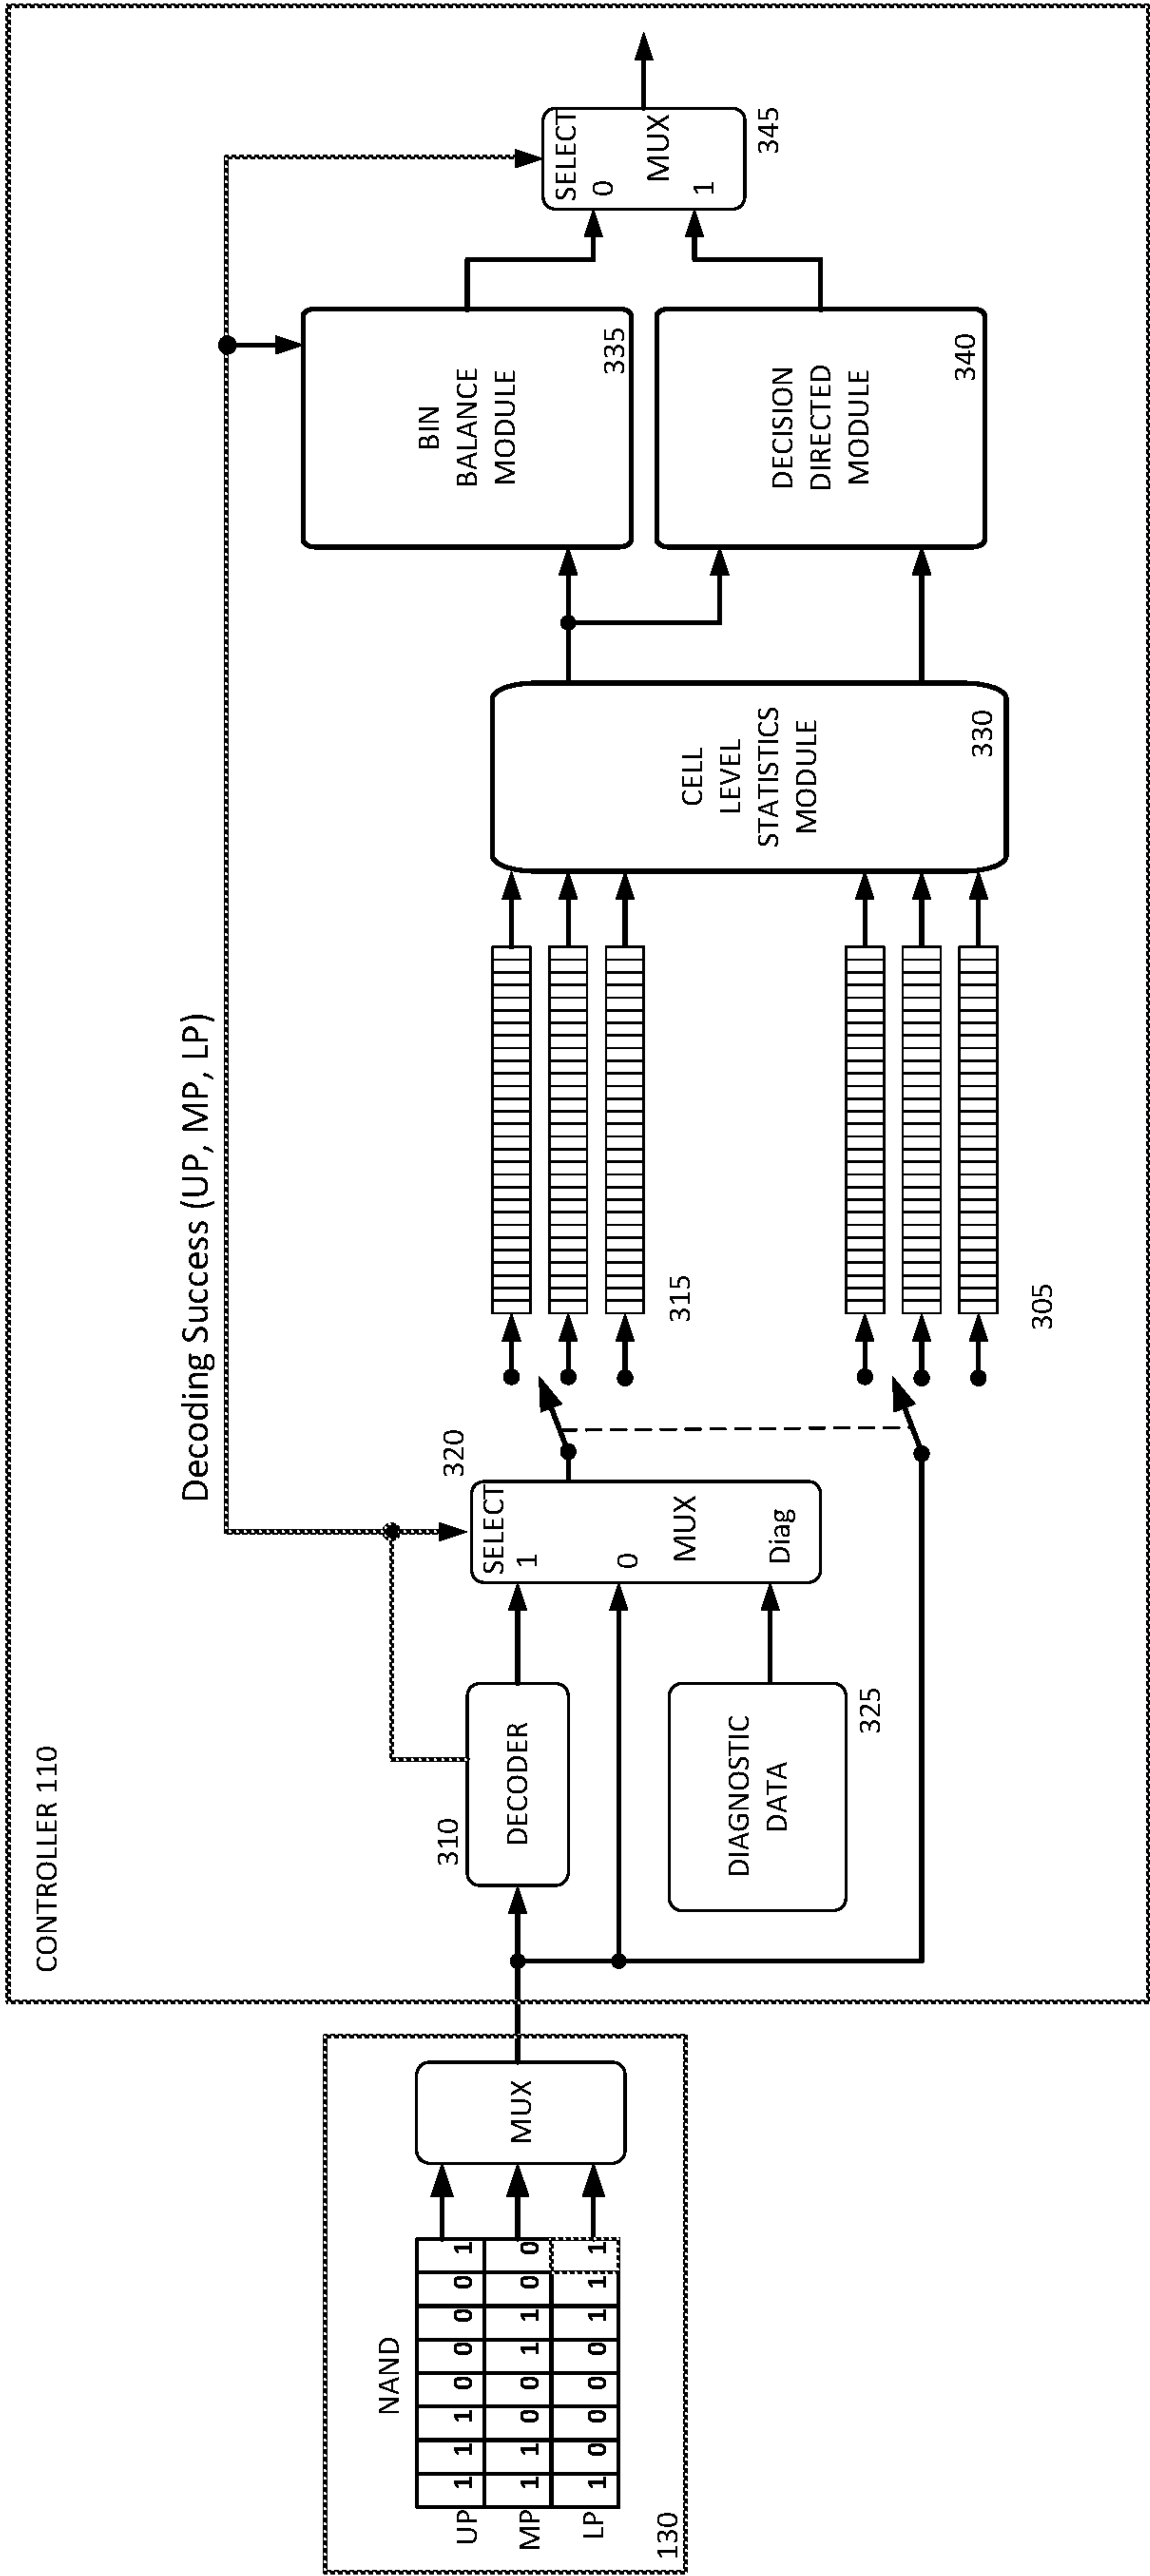 CONTROLLER 110
Decoding Success (UP, MP, LP)
NAND
UP 1 1 1 0 0 0 0 1
MP 1 1 0 0 1 1 0 0
LP 1 0 0 0 0 1 1 1
130
MUX
310
DECODER
DIAGNOSTIC
DATA
325
320
SELECT
1
0
MUX
Diag
315
305
CELL
LEVEL
STATISTICS
MODULE
330
BIN
BALANCE
MODULE
335
DECISION
DIRECTED
MODULE
340
SELECT
0
MUX
1
345